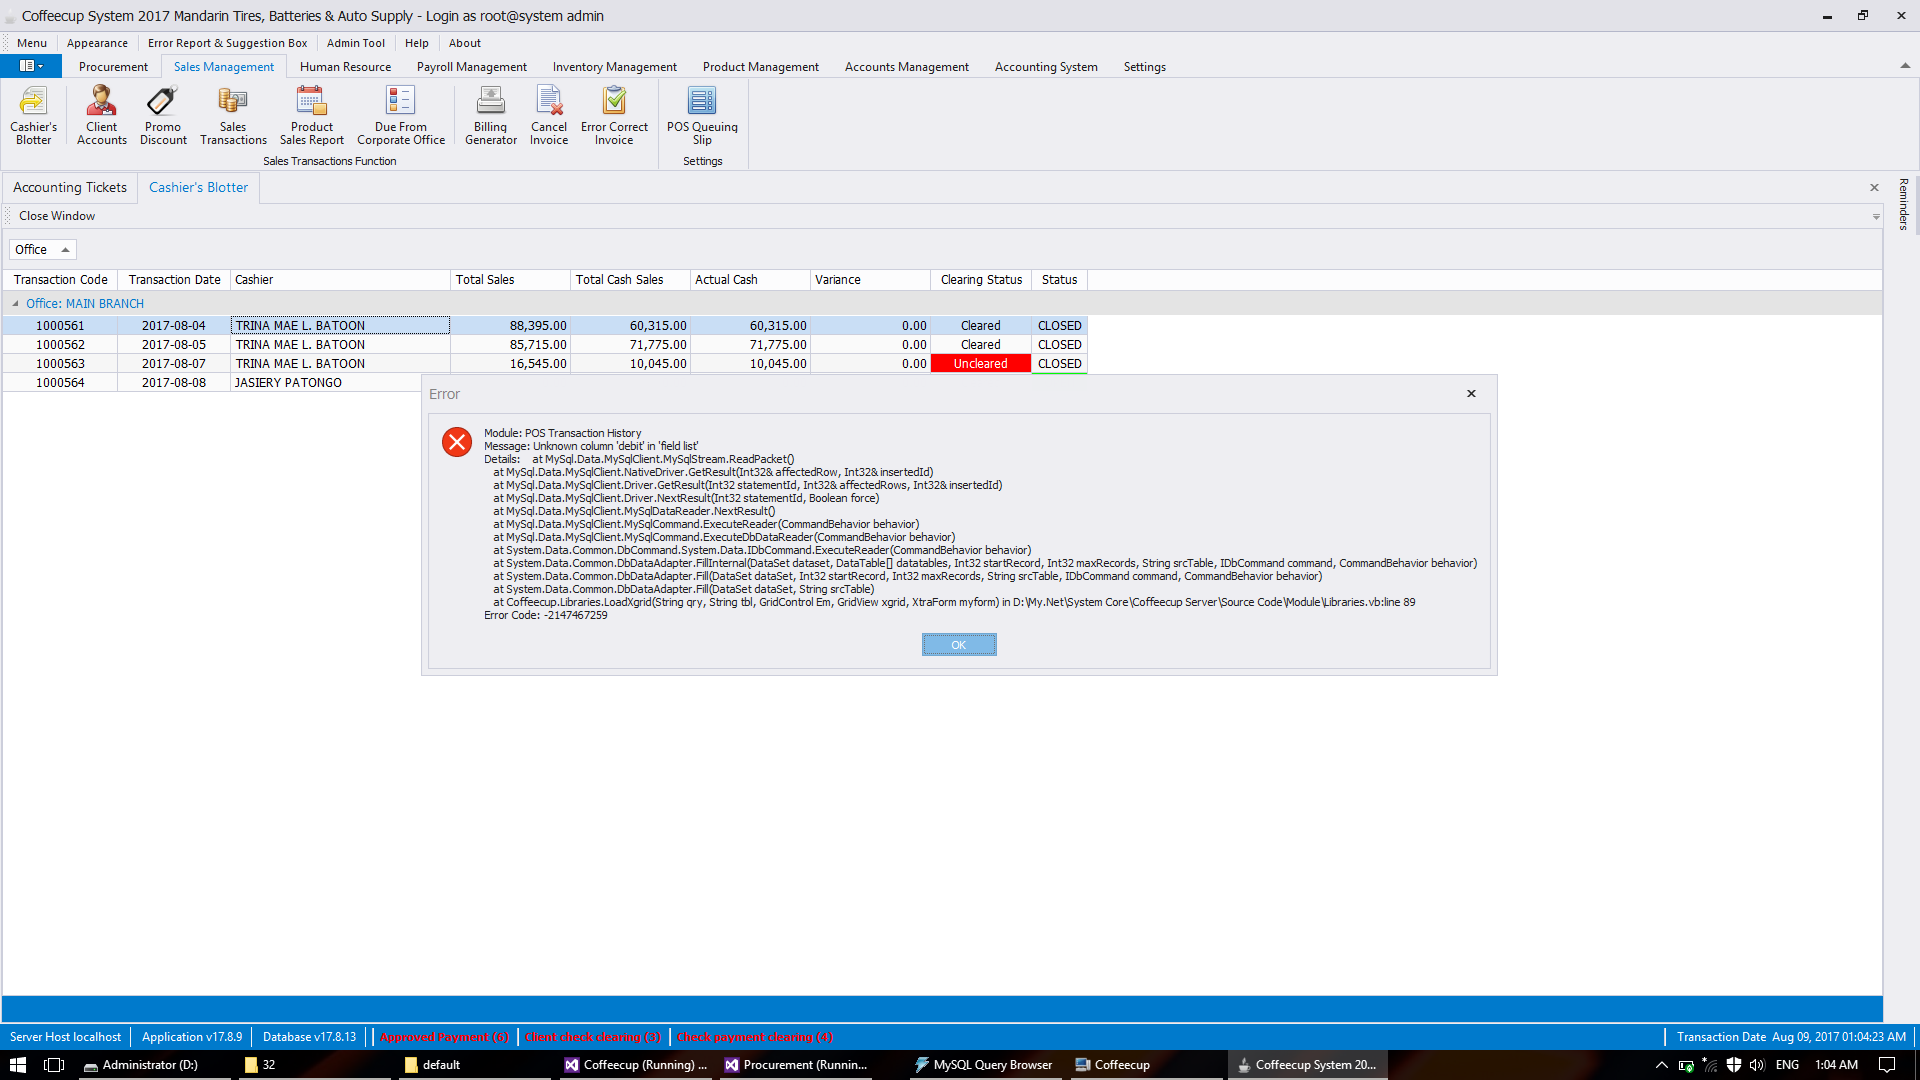 Coffeecup System 2017 Mandarin Tires, Batteries & Auto Supply - Login as root@system admin
Menu Appearance Error Report & Suggestion Box Admin Tool Help About
Procurement Sales Management Human Resource Payroll Management Inventory Management Product Management Accounts Management Accounting System Settings
Cashier's Blotter
Client Accounts
Promo Discount
Sales Transactions
Product Sales Report
Due From Corporate Office
Billing Generator
Cancel Invoice
Error Correct Invoice
POS Queuing Slip
Sales Transactions Function Settings
Accounting Tickets Cashier's Blotter
Reminders
Close Window
Office
Transaction Code Transaction Date Cashier Total Sales Total Cash Sales Actual Cash Variance Clearing Status Status
Office: MAIN BRANCH
1000561 2017-08-04 TRINA MAE L. BATOON 88,395.00 60,315.00 60,315.00 0.00 Cleared CLOSED
1000562 2017-08-05 TRINA MAE L. BATOON 85,715.00 71,775.00 71,775.00 0.00 Cleared CLOSED
1000563 2017-08-07 TRINA MAE L. BATOON 16,545.00 10,045.00 10,045.00 0.00 Uncleared CLOSED
1000564 2017-08-08 JASIERY PATONGO
Error
Module: POS Transaction History
Message: Unknown column 'debit' in 'field list'
Details: at MySql.Data.MySqlClient.MySqlStream.ReadPacket()
at MySql.Data.MySqlClient.NativeDriver.GetResult(Int32& affectedRow, Int32& insertedId)
at MySql.Data.MySqlClient.Driver.GetResult(Int32 statementId, Int32& affectedRows, Int32& insertedId)
at MySql.Data.MySqlClient.Driver.NextResult(Int32 statementId, Boolean force)
at MySql.Data.MySqlClient.MySqlDataReader.NextResult()
at MySql.Data.MySqlClient.MySqlCommand.ExecuteReader(CommandBehavior behavior)
at MySql.Data.MySqlClient.MySqlCommand.ExecuteDbDataReader(CommandBehavior behavior)
at System.Data.Common.DbCommand.System.Data.IDbCommand.ExecuteReader(CommandBehavior behavior)
at System.Data.Common.DbDataAdapter.FillInternal(DataSet dataset, DataTable[] datatables, Int32 startRecord, Int32 maxRecords, String srcTable, IDbCommand command, CommandBehavior behavior)
at System.Data.Common.DbDataAdapter.Fill(DataSet dataSet, Int32 startRecord, Int32 maxRecords, String srcTable, IDbCommand command, CommandBehavior behavior)
at System.Data.Common.DbDataAdapter.Fill(DataSet dataSet, String srcTable)
at Coffeecup.Libraries.LoadXgrid(String qry, String tbl, GridControl Em, GridView xgrid, XtraForm myform) in D:\My.Net\System Core\Coffeecup Server\Source Code\Module\Libraries.vb:line 89
Error Code: -2147467259
OK
Server Host localhost Application v17.8.9 Database v17.8.13 Approved Payment (6) Client check clearing (3) Check payment clearing (4) Transaction Date Aug 09, 2017 01:04:23 AM
Administrator (D:) 32 default Coffeecup (Running) ... Procurement (Runnin... MySQL Query Browser Coffeecup Coffeecup System 20... ENG 1:04 AM